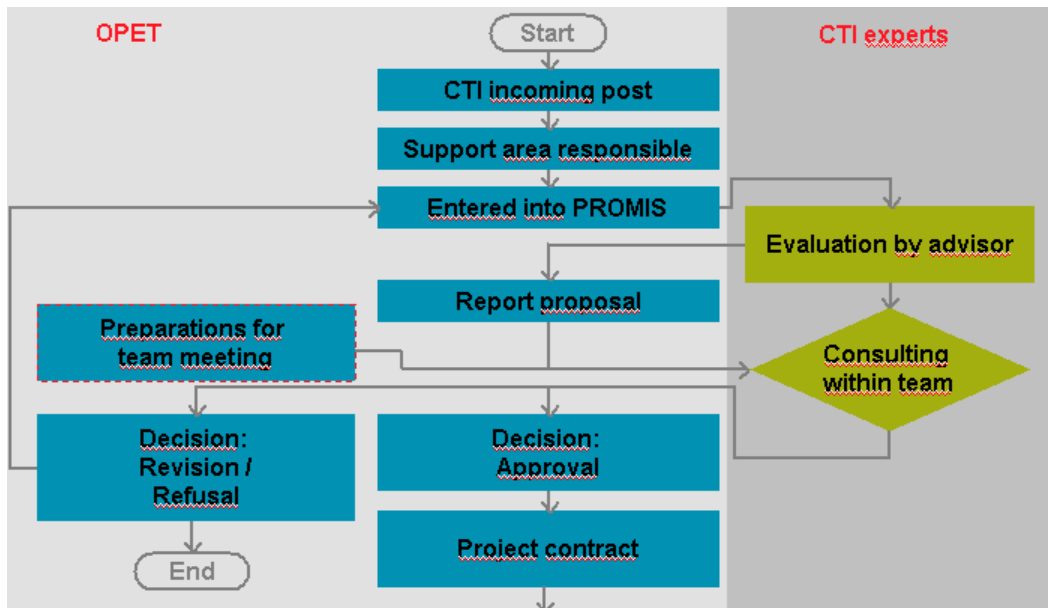 OPET
Start
CTI experts
CTI incoming post
Support area responsible
Entered into PROMIS
Evaluation by advisor
Report proposal
Preparations for
team meeting
Consulting
within team
Decision:
Revision /
Refusal
Decision:
Approval
Project contract
End